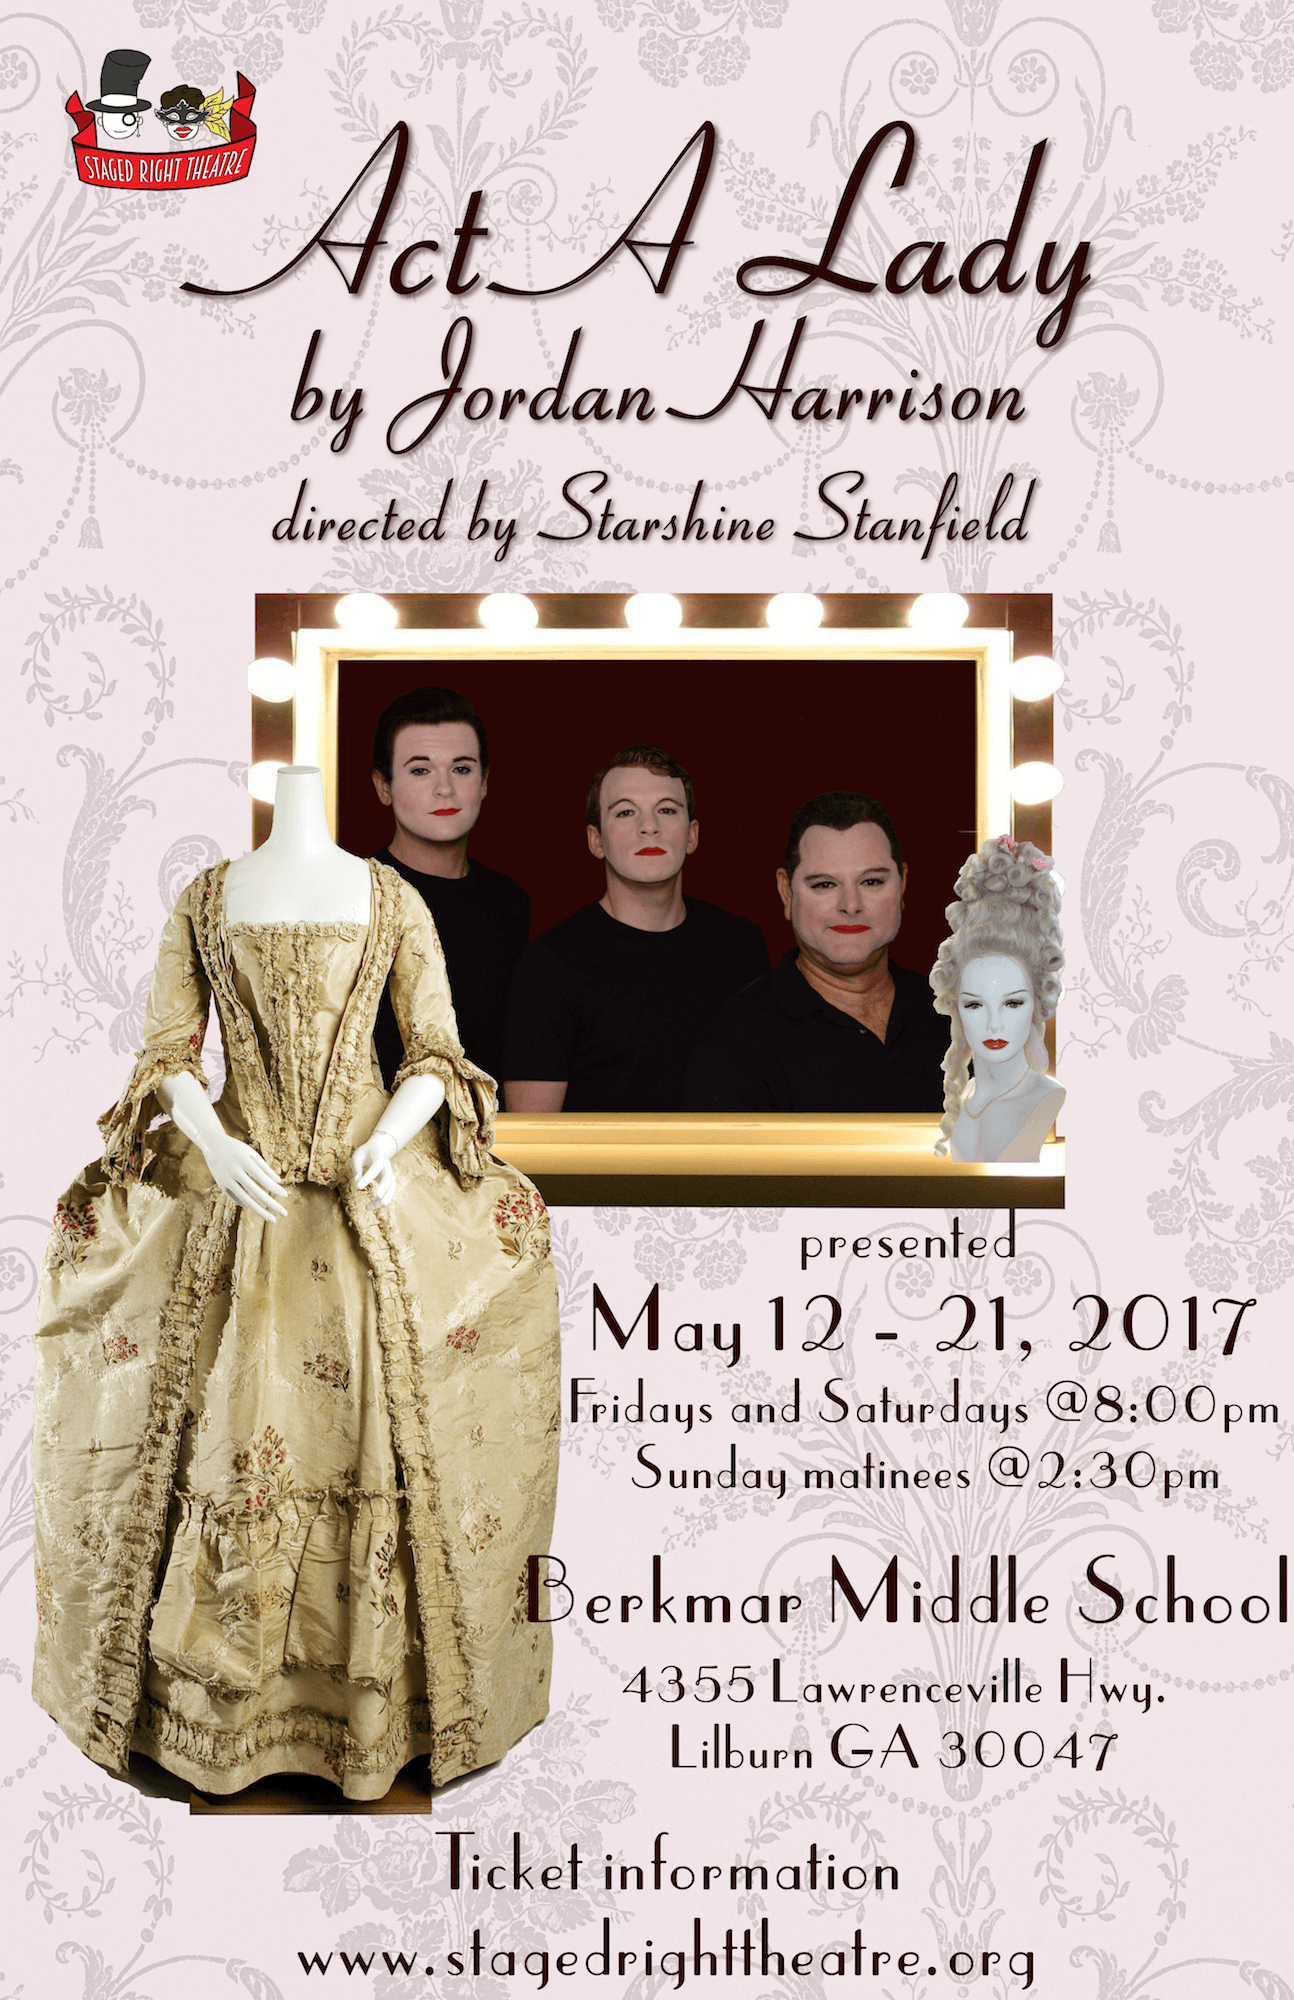 STAGED RIGHT THEATRE
Act A Lady
by Jordan Harrison
directed by Starshine Stanfield
presented
May 12 - 21, 2017
Fridays and Saturdays @8:00pm
Sunday matinees @2:30pm
Berkmar Middle School
4355 Lawrenceville Hwy.
Lilburn GA 30047
Ticket information
www.stagedrighttheatre.org